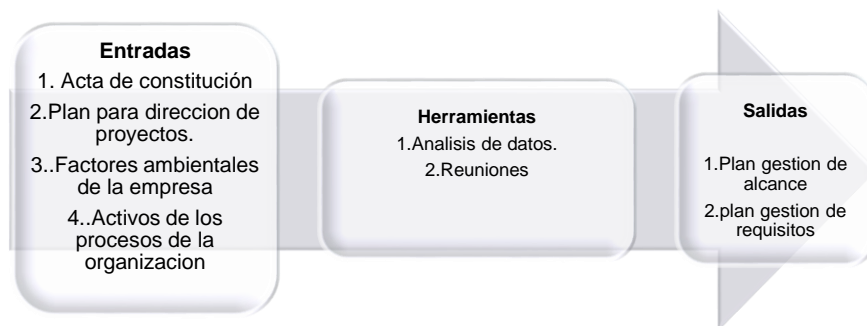 Entradas
1. Acta de constitución
2.Plan para direccion de
proyectos.
3..Factores ambientales
de la empresa
4..Activos de los
procesos de la
organizacion
Herramientas
1.Analisis de datos.
2.Reuniones
Salidas
1.Plan gestion de
alcance
2.plan gestion de
requisitos